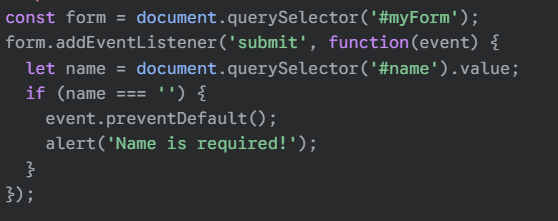 const form = document.querySelector('#myForm');
form.addEventListener('submit', function(event) {
  let name = document.querySelector('#name').value;
  if (name === '') {
    event.preventDefault();
    alert('Name is required!');
  }
});